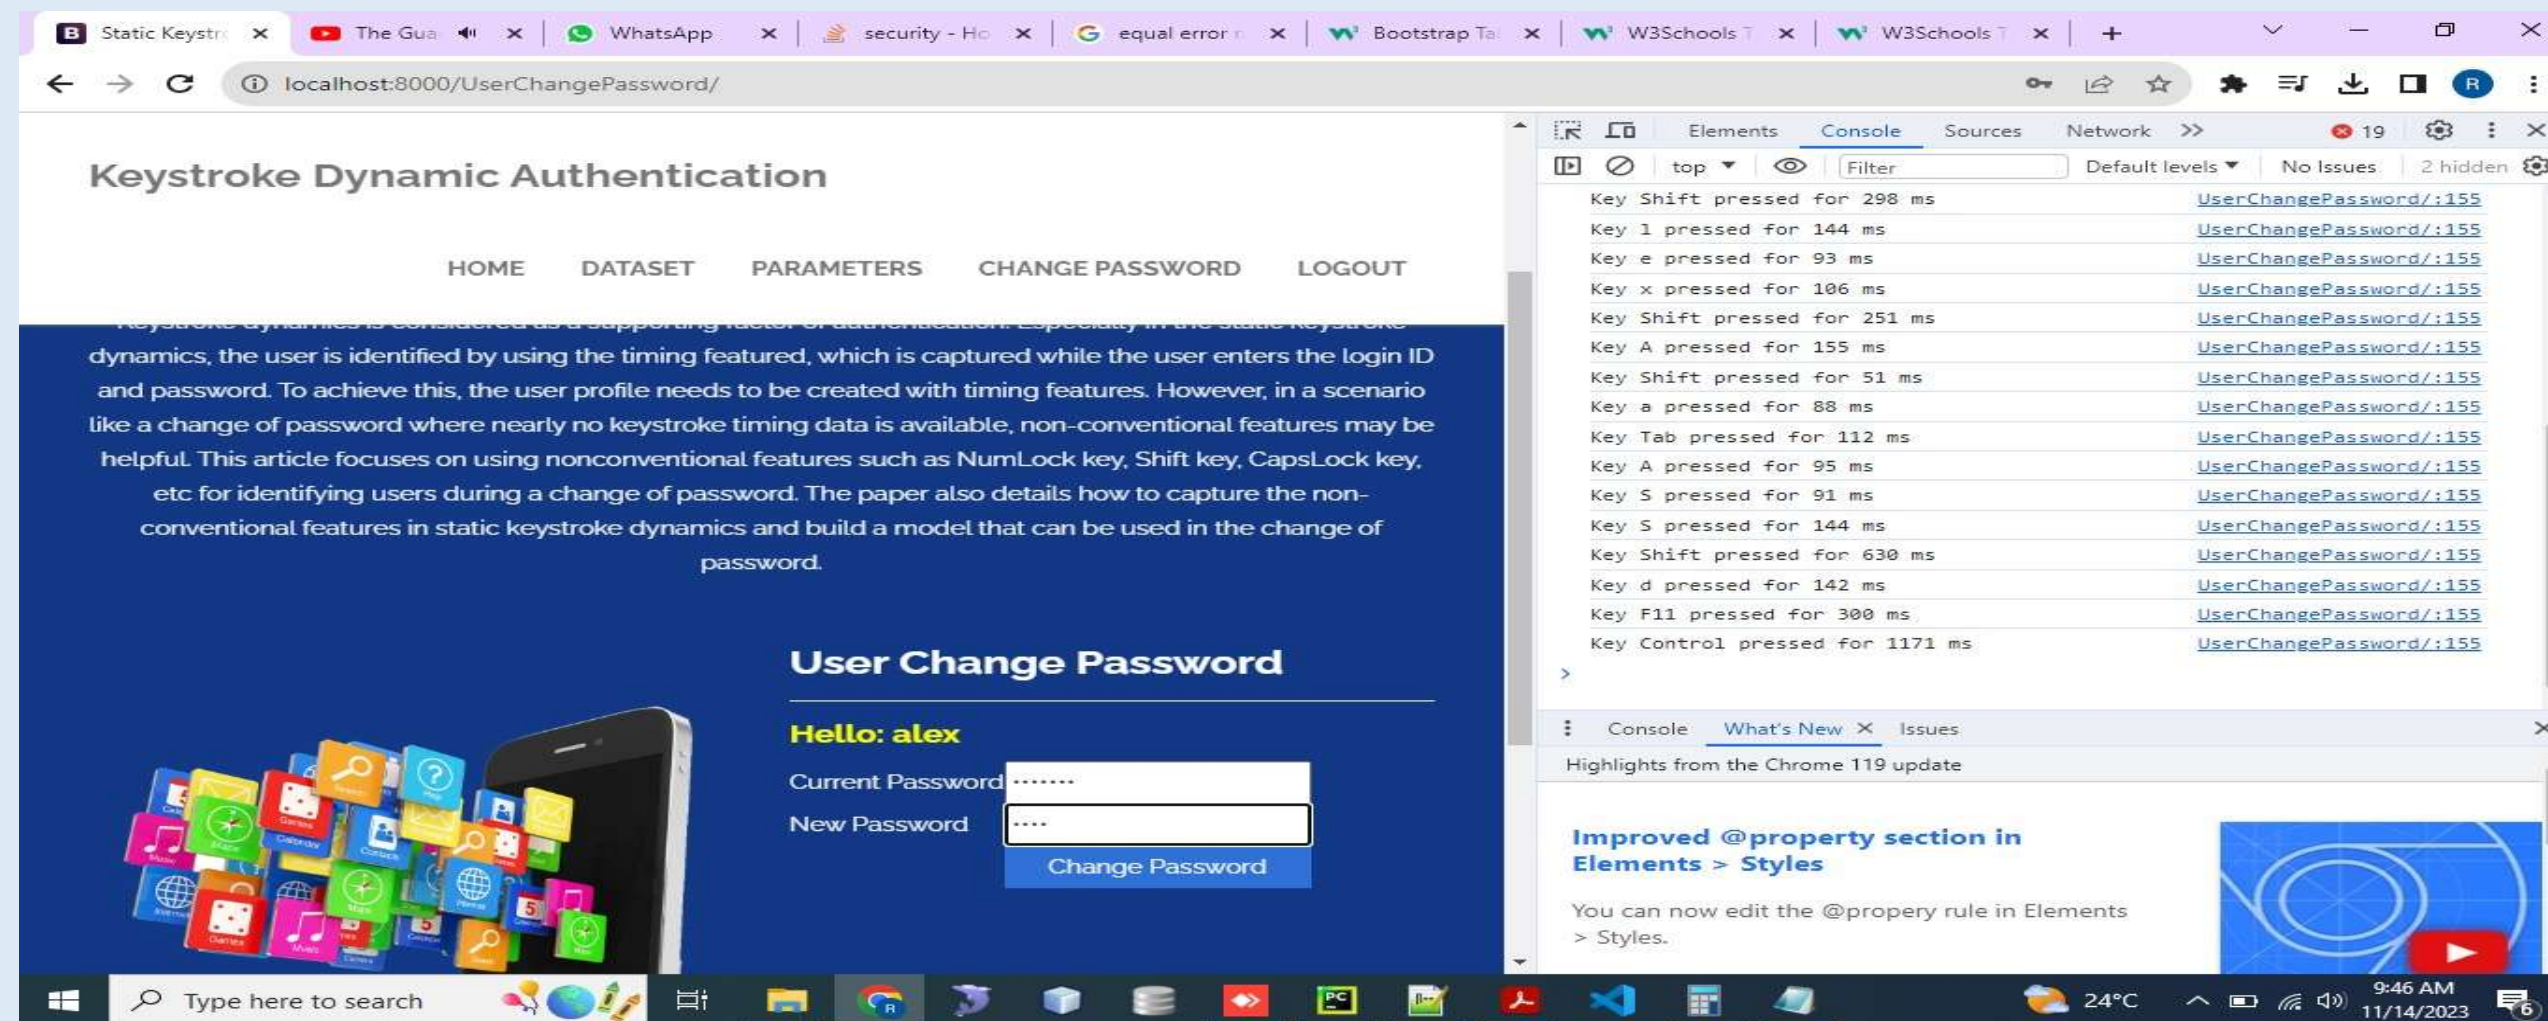 Static Keystr
The Gua
WhatsApp
security - Ho
equal error
Bootstrap Ta
W3Schools T
W3Schools T
localhost:8000/UserChangePassword/
R
Keystroke Dynamic Authentication
HOME DATASET PARAMETERS CHANGE PASSWORD LOGOUT
Keystroke dynamics is considered as a supporting factor of authentication. Especially in the static keystroke
dynamics, the user is identified by using the timing featured, which is captured while the user enters the login ID
and password. To achieve this, the user profile needs to be created with timing features. However, in a scenario
like a change of password where nearly no keystroke timing data is available, non-conventional features may be
helpful. This article focuses on using nonconventional features such as NumLock key, Shift key, CapsLock key,
etc for identifying users during a change of password. The paper also details how to capture the non-
conventional features in static keystroke dynamics and build a model that can be used in the change of
password.
User Change Password
Hello: alex
Current Password ·······
New Password ····
Change Password
Elements Console Sources Network >> 19
top Filter Default levels No Issues 2 hidden
Key Shift pressed for 298 ms UserChangePassword/:155
Key l pressed for 144 ms UserChangePassword/:155
Key e pressed for 93 ms UserChangePassword/:155
Key x pressed for 106 ms UserChangePassword/:155
Key Shift pressed for 251 ms UserChangePassword/:155
Key A pressed for 155 ms UserChangePassword/:155
Key Shift pressed for 51 ms UserChangePassword/:155
Key a pressed for 88 ms UserChangePassword/:155
Key Tab pressed for 112 ms UserChangePassword/:155
Key A pressed for 95 ms UserChangePassword/:155
Key S pressed for 91 ms UserChangePassword/:155
Key S pressed for 144 ms UserChangePassword/:155
Key Shift pressed for 630 ms UserChangePassword/:155
Key d pressed for 142 ms UserChangePassword/:155
Key F11 pressed for 300 ms UserChangePassword/:155
Key Control pressed for 1171 ms UserChangePassword/:155
>
Console What's New × Issues
Highlights from the Chrome 119 update
Improved @property section in
Elements > Styles
You can now edit the @propery rule in Elements
> Styles.
Type here to search
24°C
9:46 AM
11/14/2023
6